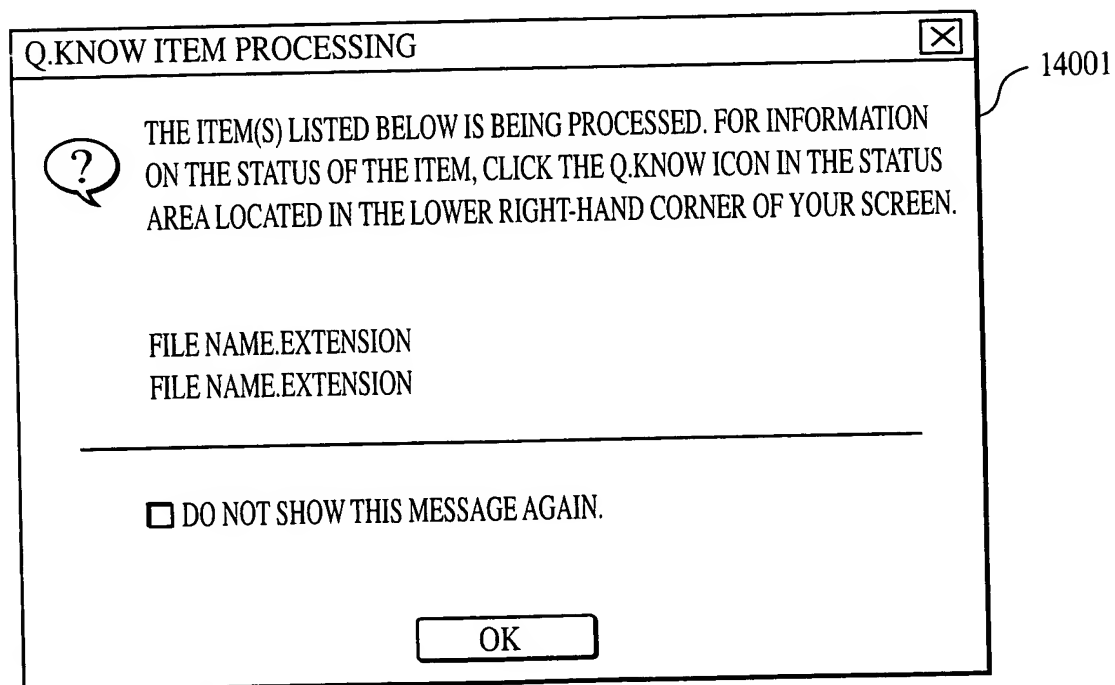 Q.KNOW ITEM PROCESSING
14001
THE ITEM(S) LISTED BELOW IS BEING PROCESSED. FOR INFORMATION
? ON THE STATUS OF THE ITEM, CLICK THE Q.KNOW ICON IN THE STATUS
AREA LOCATED IN THE LOWER RIGHT-HAND CORNER OF YOUR SCREEN.
FILE NAME.EXTENSION
FILE NAME.EXTENSION
DO NOT SHOW THIS MESSAGE AGAIN.
OK